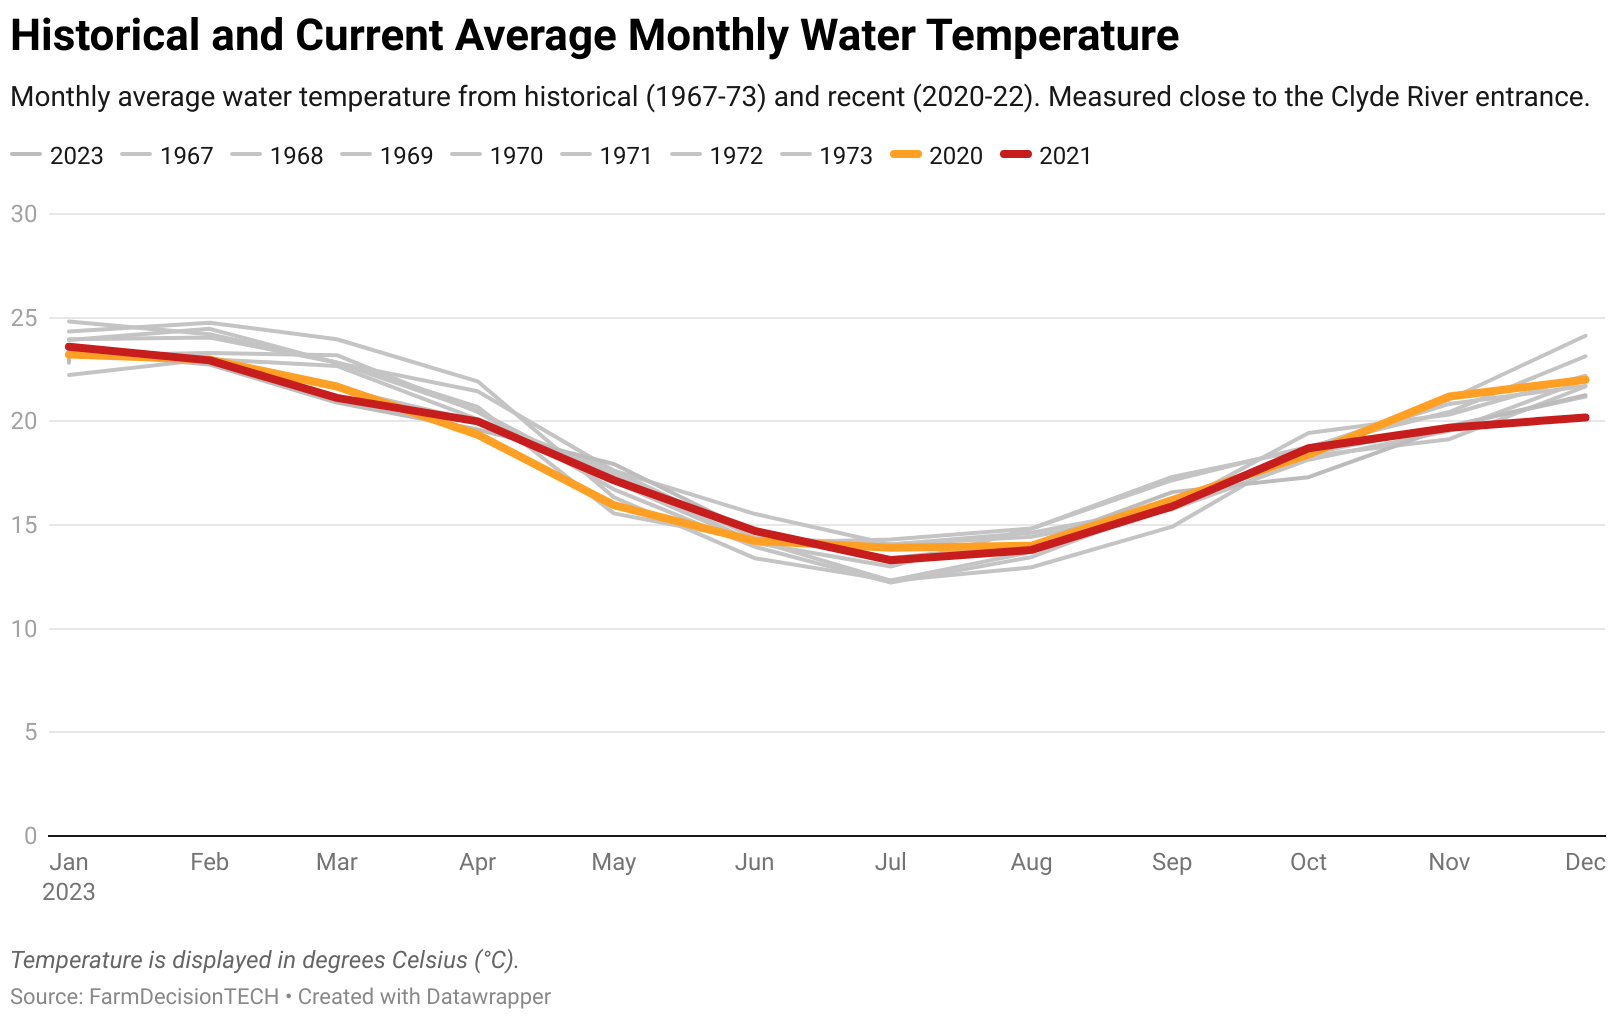 Historical and Current Average Monthly Water Temperature
Monthly average water temperature from historical (1967-73) and recent (2020-22). Measured close to the Clyde River entrance.
2023 1967 1968 1969 1970 1971 1972 1973 2020 2021
30
25
20
15
10
5
0
Jan Feb Mar Apr May Jun Jul Aug Sep Oct Nov Dec
2023
Temperature is displayed in degrees Celsius (°C).
Source: FarmDecisionTECH • Created with Datawrapper